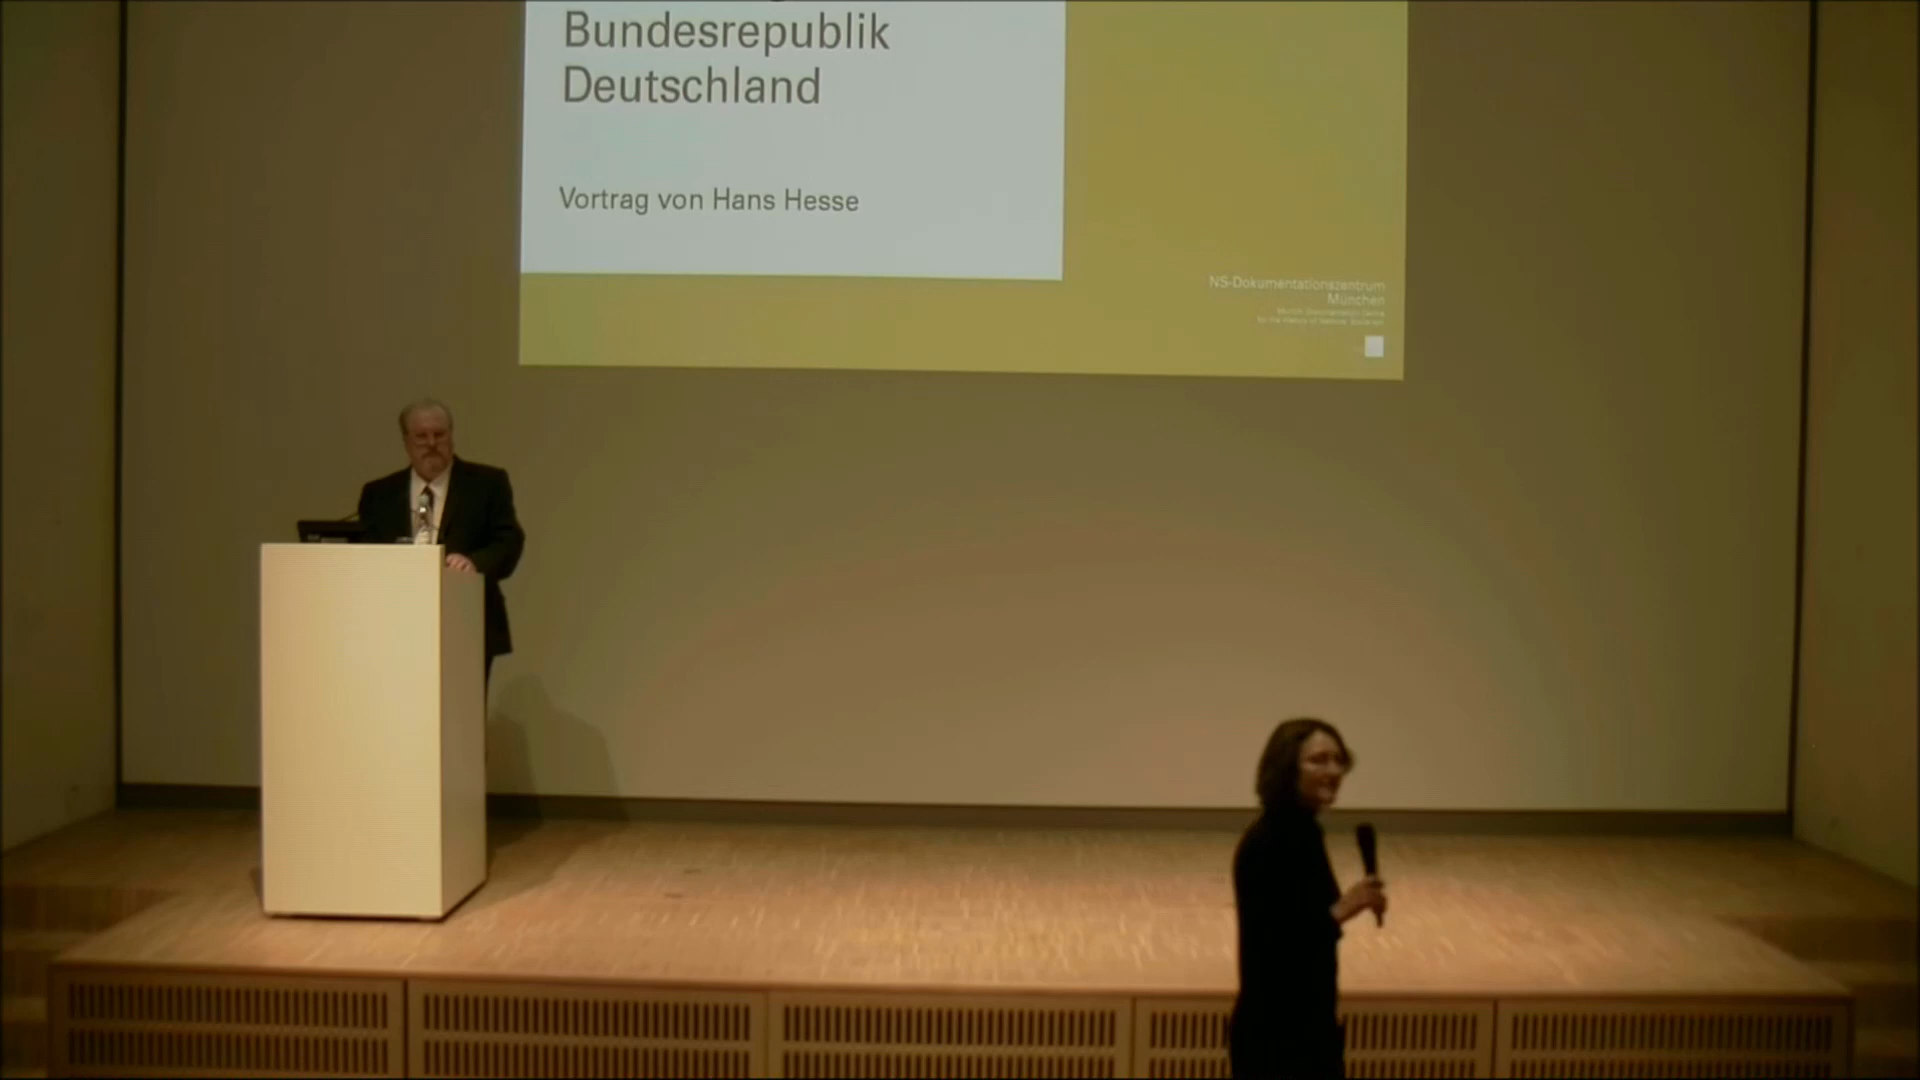 Bundesrepublik
Deutschland
Vortrag von Hans Hesse
NS-Dokumentationszentrum
München